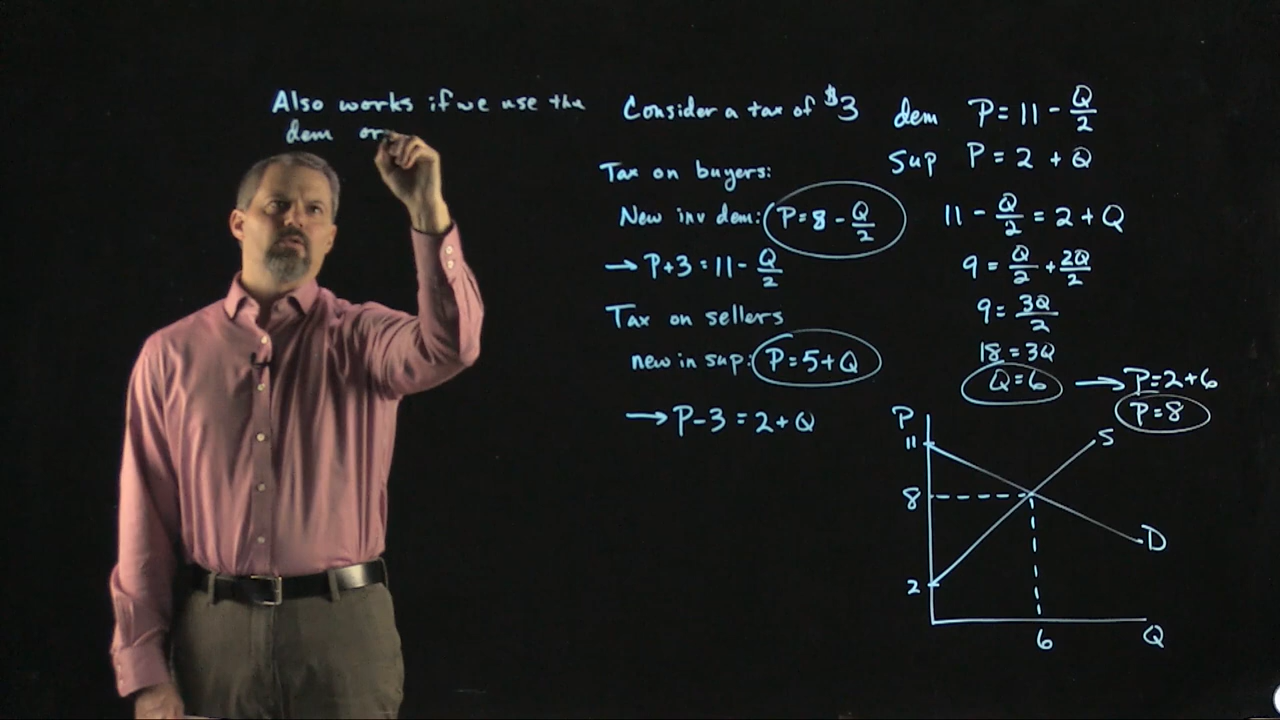 Also works if we use the
dem or
Consider a tax of $3
Tax on buyers:
New inv dem: P=8-Q/2
→ P+3=11-Q/2
Tax on sellers
new in sup: P=5+Q
→ P-3=2+Q
dem P=11-Q/2
Sup P=2+Q
11-Q/2=2+Q
9=Q/2+2Q/2
9=3Q/2
18=3Q
Q=6 → P=2+6
P=8
P
11
8
2
S
D
6
Q